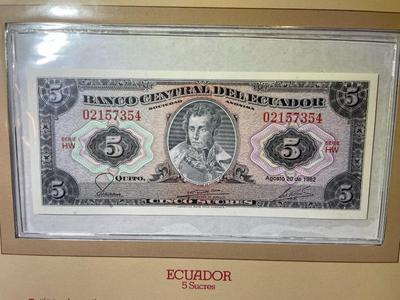 5 BANCO CENTRAL DEL ECUADOR 5
SOCIEDAD ANONIMA
02157354 02157354
SERIE HW 5 5 SERIE HW
QUITO, Agosto 20 de 1982
5 CINCO SUCRES 5
ECUADOR
5 Sucres